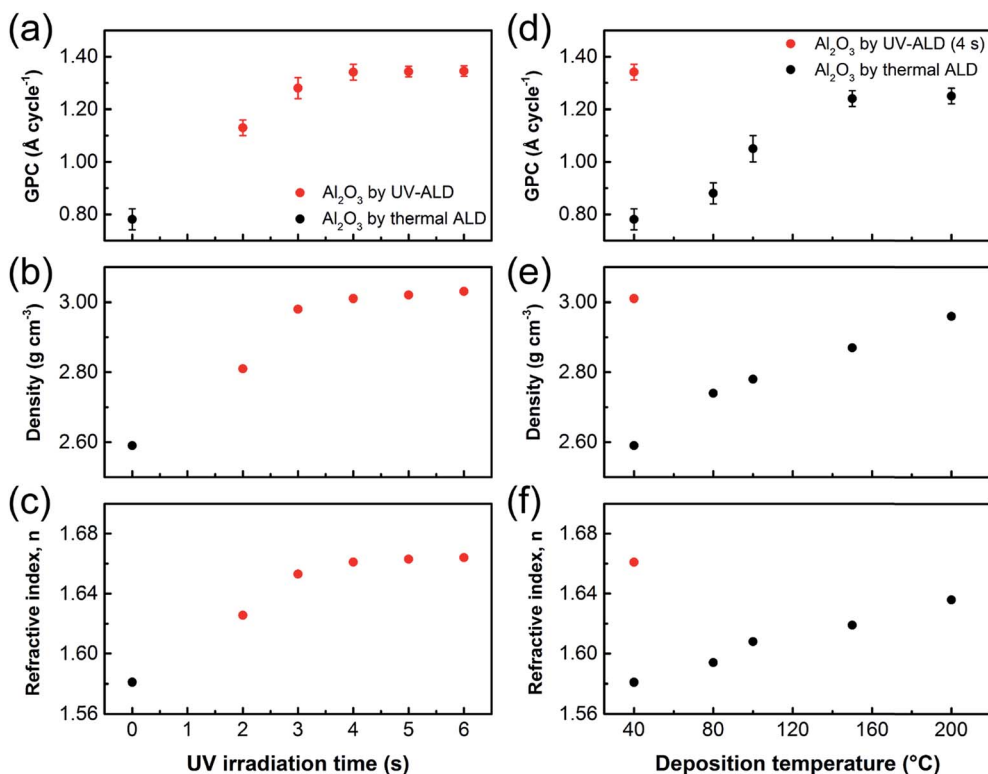 (a)
1.40
1.20
1.00
0.80
GPC (Å cycle⁻¹)
Al₂O₃ by UV-ALD
Al₂O₃ by thermal ALD
(b)
3.00
2.80
2.60
Density (g cm⁻³)
(c)
1.68
1.64
1.60
1.56
Refractive index, n
0 1 2 3 4 5 6
UV irradiation time (s)
(d)
1.40
1.20
1.00
0.80
GPC (Å cycle⁻¹)
Al₂O₃ by UV-ALD (4 s)
Al₂O₃ by thermal ALD
(e)
3.00
2.80
2.60
Density (g cm⁻³)
(f)
1.68
1.64
1.60
1.56
Refractive index, n
40 80 120 160 200
Deposition temperature (°C)